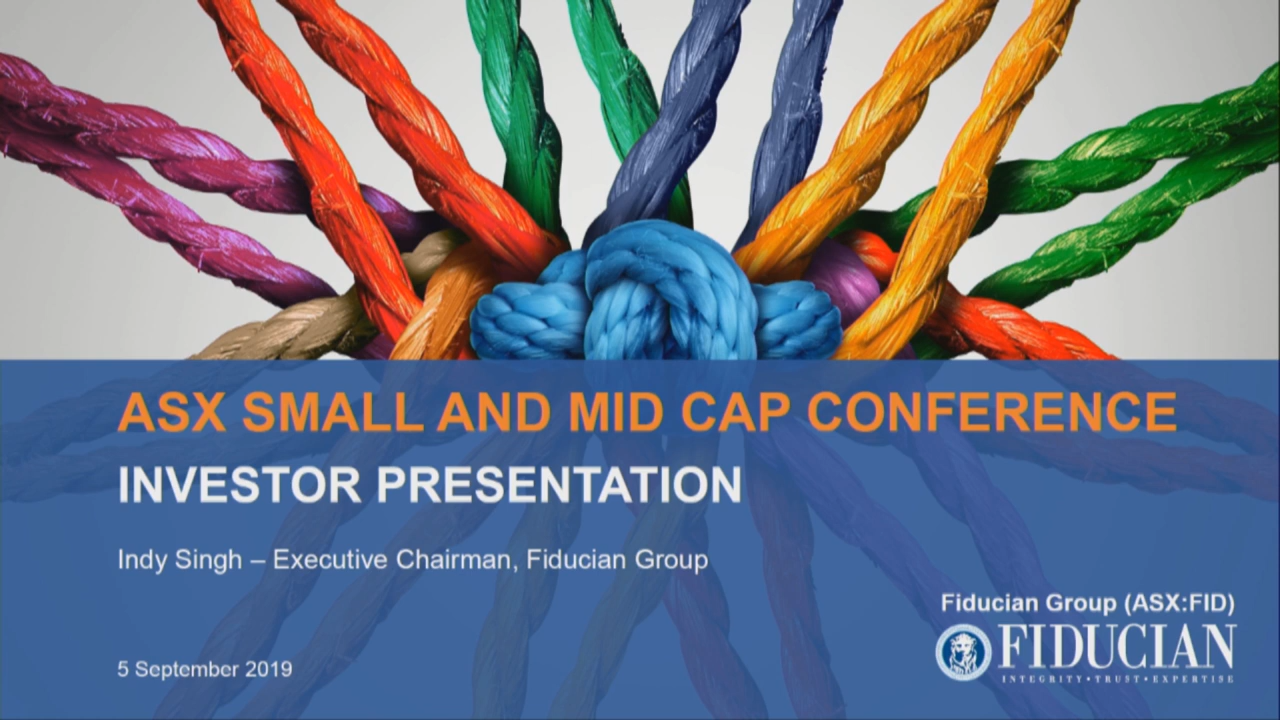 ASX SMALL AND MID CAP CONFERENCE
INVESTOR PRESENTATION
Indy Singh – Executive Chairman, Fiducian Group
Fiducian Group (ASX:FID)
FIDUCIAN
INTEGRITY • TRUST • EXPERTISE
5 September 2019